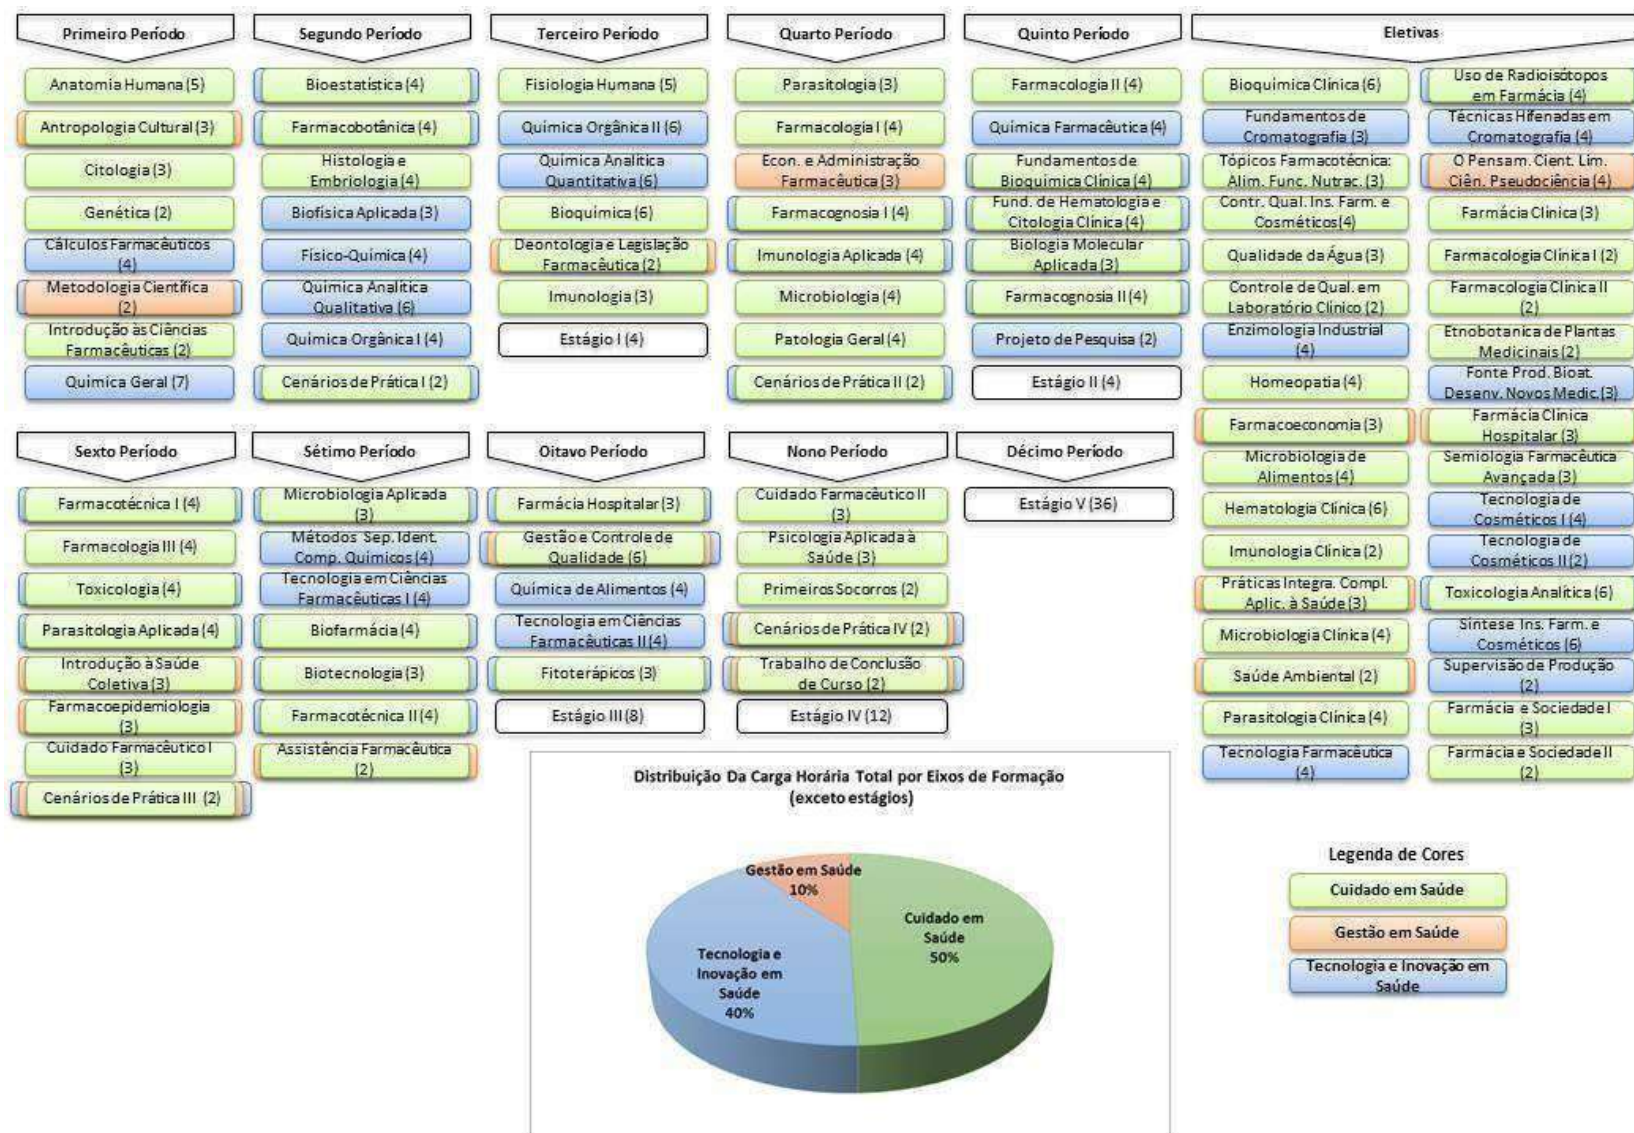 Primeiro Período
Anatomia Humana (5)
Antropologia Cultural (3)
Citologia (3)
Genética (2)
Cálculos Farmacêuticos
(4)
Metodologia Científica
(2)
Introdução às Ciências
Farmacêuticas (2)
Química Geral (7)
Segundo Período
Bioestatística (4)
Farmacobotânica (4)
Histologia e
Embriologia (4)
Biofísica Aplicada (3)
Físico-Química (4)
Química Analítica
Qualitativa (6)
Química Orgânica I (4)
Cenários de Prática I (2)
Terceiro Período
Fisiologia Humana (5)
Química Orgânica II (6)
Química Analítica
Quantitativa (6)
Bioquímica (6)
Deontologia e Legislação
Farmacêutica (2)
Imunologia (3)
Estágio I (4)
Quarto Período
Parasitologia (3)
Farmacologia I (4)
Econ. e Administração
Farmacêutica (3)
Farmacognosia I (4)
Imunologia Aplicada (4)
Microbiologia (4)
Patologia Geral (4)
Cenários de Prática II (2)
Quinto Período
Farmacologia II (4)
Química Farmacêutica (4)
Fundamentos de
Bioquímica Clínica (4)
Fund. de Hematologia e
Citologia Clínica (4)
Biologia Molecular
Aplicada (3)
Farmacognosia II (4)
Projeto de Pesquisa (2)
Estágio II (4)
Eletivas
Bioquímica Clínica (6)
Fundamentos de
Cromatografia (3)
Tópicos Farmacotécnica:
Alim. Func. Nutrac. (3)
Contr. Qual. Ins. Farm. e
Cosméticos(4)
Qualidade da Água (3)
Controle de Qual. em
Laboratório Clínico (2)
Enzimologia Industrial
(4)
Homeopatia (4)
Farmacoeconomia (3)
Microbiologia de
Alimentos (4)
Hematologia Clínica (6)
Imunologia Clínica (2)
Práticas Integra. Compl.
Aplic. à Saúde (3)
Microbiologia Clínica (4)
Saúde Ambiental (2)
Parasitologia Clínica (4)
Tecnologia Farmacêutica
(4)
Uso de Radioisótopos
em Farmácia (4)
Técnicas Hifenadas em
Cromatografia (4)
O Pensam. Cient. Lim.
Ciên. Pseudociência (4)
Farmácia Clínica (3)
Farmacologia Clínica I (2)
Farmacologia Clínica II
(2)
Etnobotanica de Plantas
Medicinais (2)
Fonte Prod. Bioat.
Desenv. Novos Medic.(3)
Farmácia Clínica
Hospitalar (3)
Semiologia Farmacêutica
Avançada (3)
Tecnologia de
Cosméticos I (4)
Tecnologia de
Cosméticos II (2)
Toxicologia Analítica (6)
Síntese Ins. Farm. e
Cosméticos (6)
Supervisão de Produção
(2)
Farmácia e Sociedade I
(3)
Farmácia e Sociedade II
(2)
Sexto Período
Farmacotécnica I (4)
Farmacologia III (4)
Toxicologia (4)
Parasitologia Aplicada (4)
Introdução à Saúde
Coletiva (3)
Farmacoepidemiologia
(3)
Cuidado Farmacêutico I
(3)
Cenários de Prática III (2)
Sétimo Período
Microbiologia Aplicada
(3)
Métodos Sep. Ident.
Comp. Químicos (4)
Tecnologia em Ciências
Farmacêuticas I (4)
Biofarmácia (4)
Biotecnologia (3)
Farmacotécnica II (4)
Assistência Farmacêutica
(2)
Oitavo Período
Farmácia Hospitalar (3)
Gestão e Controle de
Qualidade (6)
Química de Alimentos (4)
Tecnologia em Ciências
Farmacêuticas II (4)
Fitoterápicos (3)
Estágio III (8)
Nono Período
Cuidado Farmacêutico II
(3)
Psicologia Aplicada à
Saúde (3)
Primeiros Socorros (2)
Cenários de Prática IV (2)
Trabalho de Conclusão
de Curso (2)
Estágio IV (12)
Décimo Período
Estágio V (36)
Distribuição Da Carga Horária Total por Eixos de Formação
(exceto estágios)
Gestão em Saúde
10%
Cuidado em
Saúde
50%
Tecnologia e
Inovação em
Saúde
40%
Legenda de Cores
Cuidado em Saúde
Gestão em Saúde
Tecnologia e Inovação em
Saúde